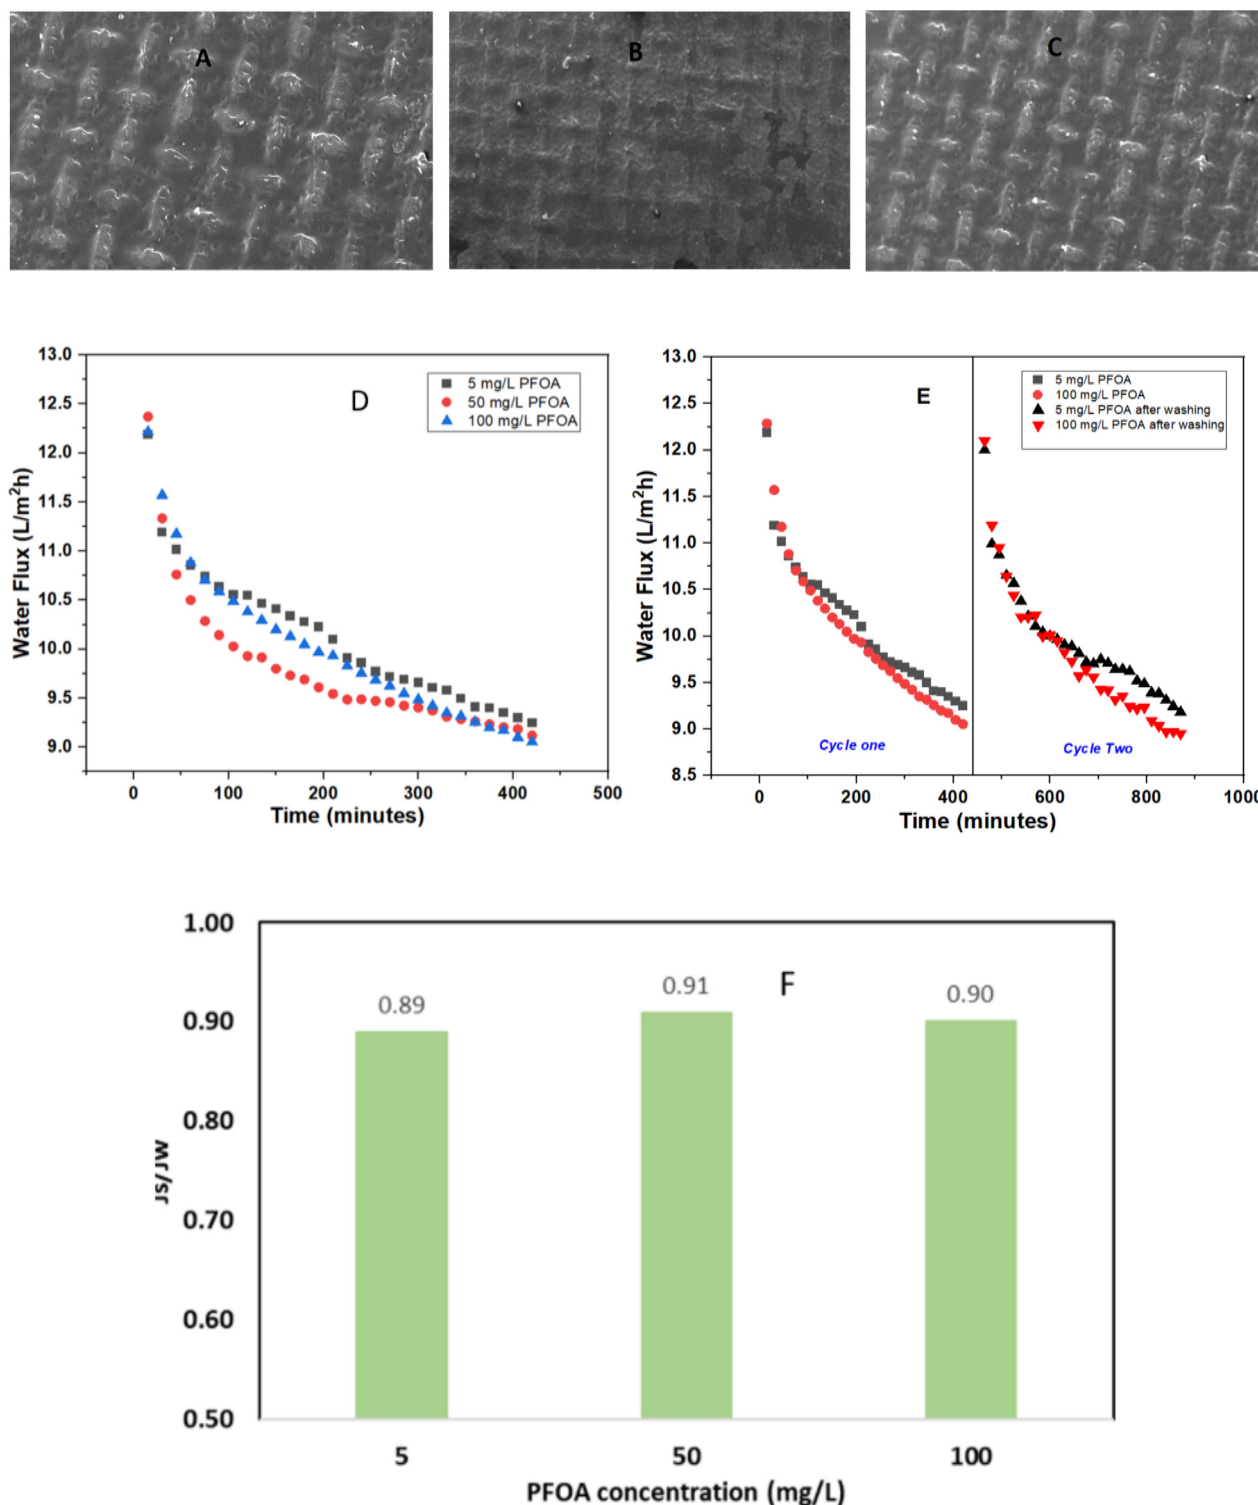 A
B
C
13.0
12.5
12.0
11.5
11.0
10.5
10.0
9.5
9.0
Water Flux (L/m²h)
D
5 mg/L PFOA
50 mg/L PFOA
100 mg/L PFOA
0
100
200
300
400
500
Time (minutes)
13.0
12.5
12.0
11.5
11.0
10.5
10.0
9.5
9.0
8.5
Water Flux (L/m²h)
E
5 mg/L PFOA
100 mg/L PFOA
5 mg/L PFOA after washing
100 mg/L PFOA after washing
Cycle one
Cycle Two
0
200
400
600
800
1000
Time (minutes)
1.00
0.90
0.80
0.70
0.60
0.50
Js/Jw
F
0.89
0.91
0.90
5
50
100
PFOA concentration (mg/L)